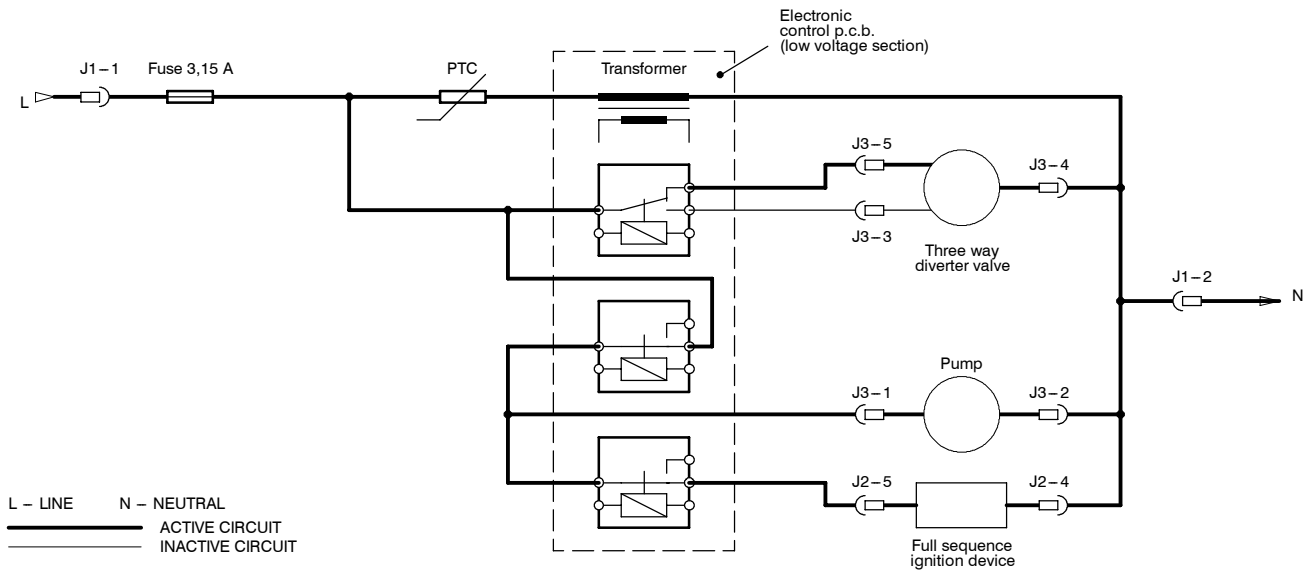 Electronic
control p.c.b.
(low voltage section)
J1-1
Fuse 3,15 A
PTC
Transformer
L
J3-5
J3-4
J3-3
Three way
diverter valve
J1-2
N
Pump
J3-1
J3-2
J2-5
J2-4
Full sequence
ignition device
L - LINE N - NEUTRAL
ACTIVE CIRCUIT
INACTIVE CIRCUIT